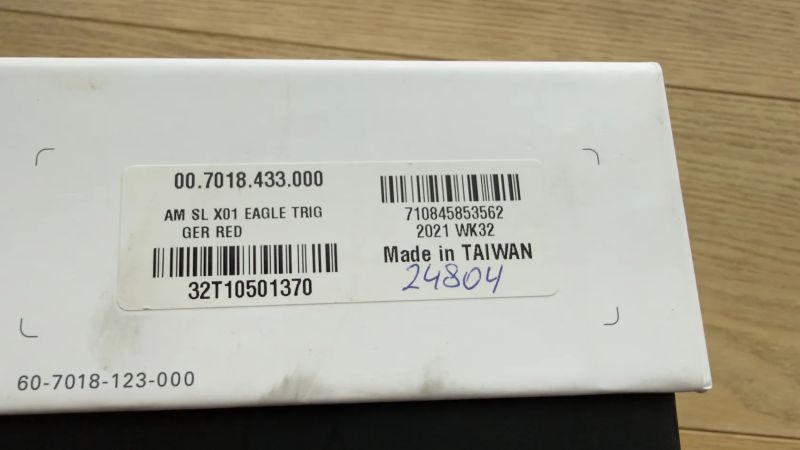 00.7018.433.000
AM SL X01 EAGLE TRIG
GER RED
32T10501370
710845853562
2021 WK32
Made in TAIWAN
24804
60-7018-123-000